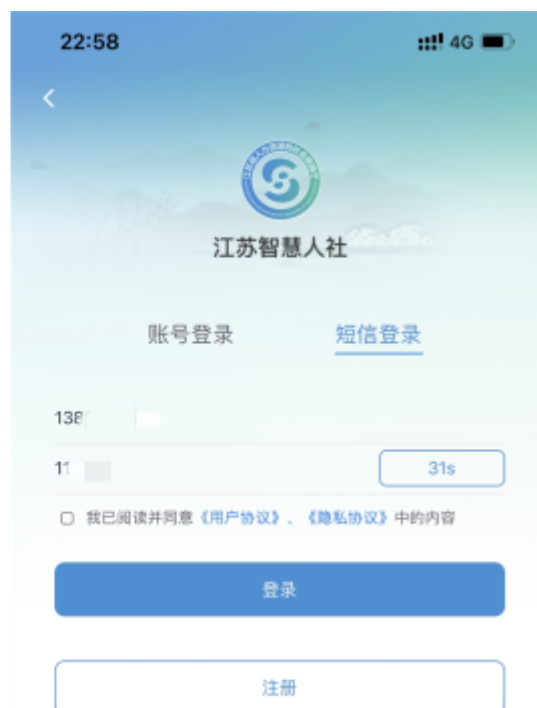 22:58 4G
江苏智慧人社
账号登录 短信登录
138
11 31s
我已阅读并同意《用户协议》、《隐私协议》中的内容
登录
注册